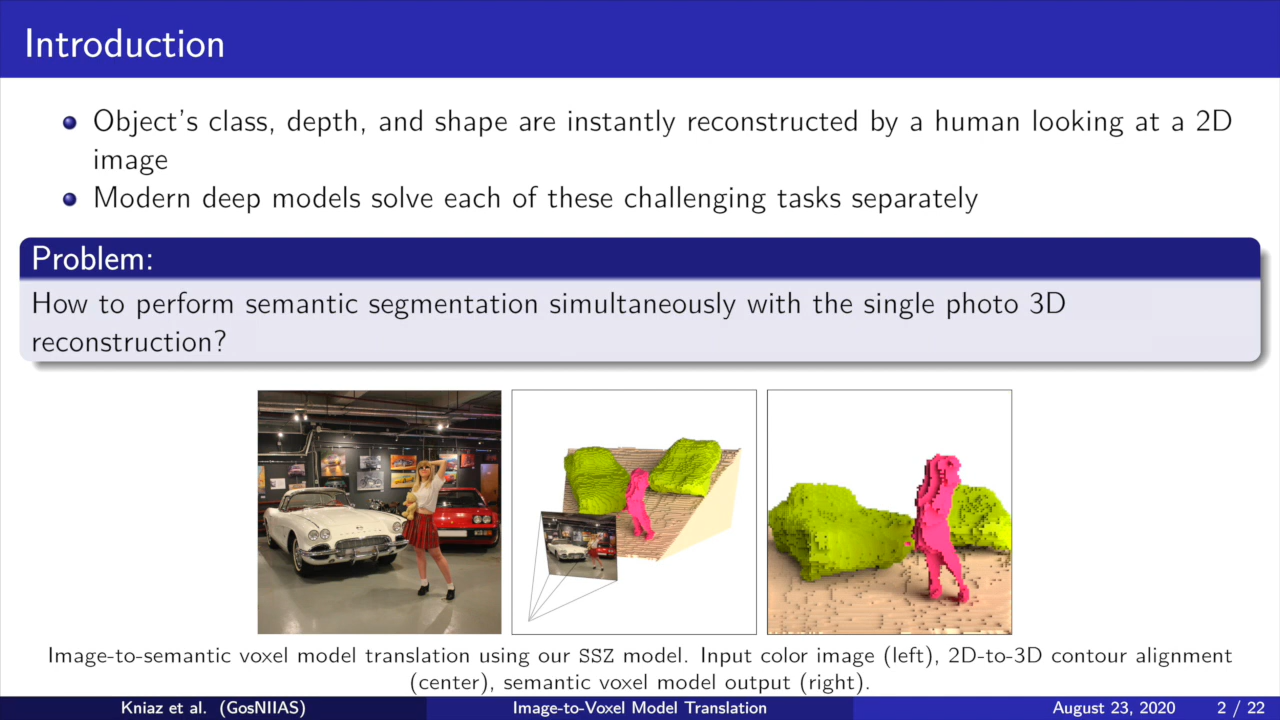 Introduction
Object's class, depth, and shape are instantly reconstructed by a human looking at a 2D
image
Modern deep models solve each of these challenging tasks separately
Problem:
How to perform semantic segmentation simultaneously with the single photo 3D
reconstruction?
Image-to-semantic voxel model translation using our SSZ model. Input color image (left), 2D-to-3D contour alignment
(center), semantic voxel model output (right).
Kniaz et al. (GosNIIAS)
Image-to-Voxel Model Translation
August 23, 2020
2 / 22